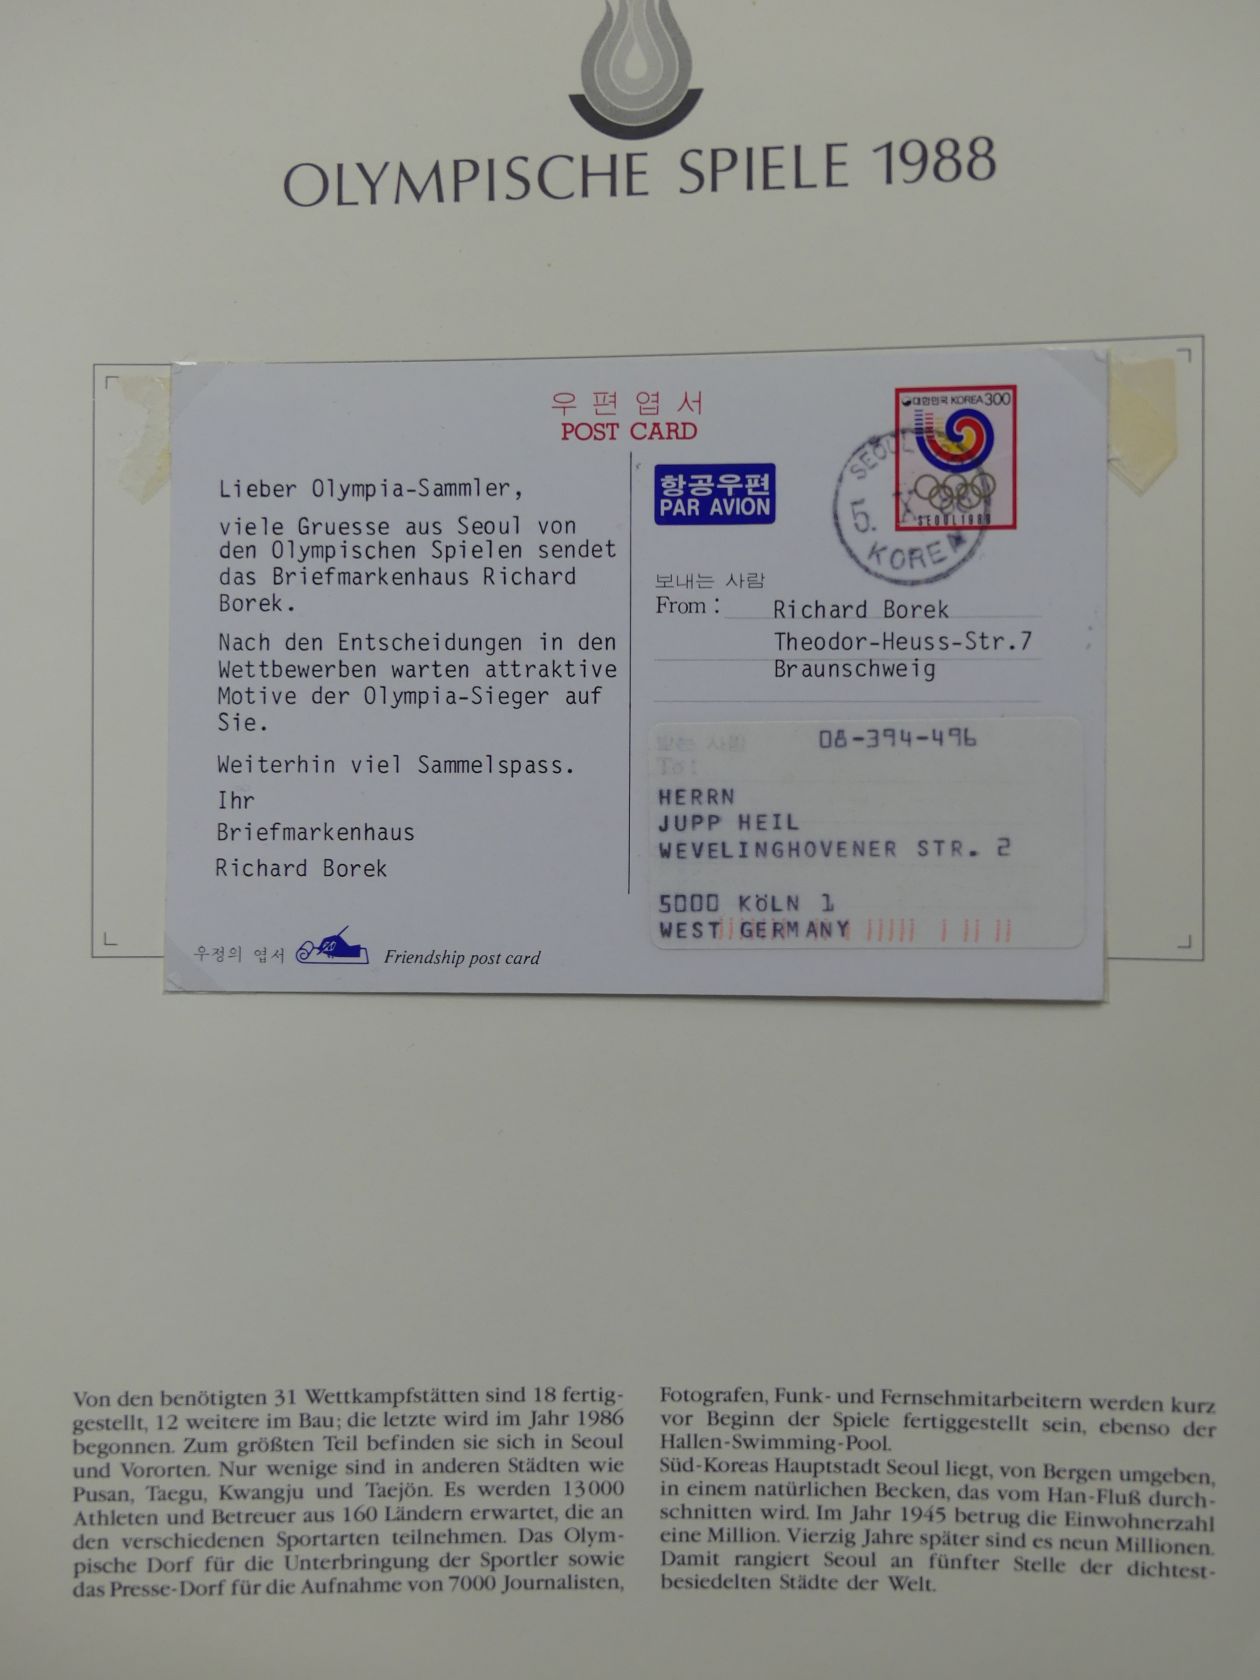 OLYMPISCHE SPIELE 1988
우 편 엽 서
POST CARD
대한민국 KOREA 300
SEOUL 1988
SEOUL
5. X.
KOREA
항공우편
PAR AVION
Lieber Olympia-Sammler,
viele Gruesse aus Seoul von
den Olympischen Spielen sendet
das Briefmarkenhaus Richard
Borek.
Nach den Entscheidungen in den
Wettbewerben warten attraktive
Motive der Olympia-Sieger auf
Sie.
Weiterhin viel Sammelspass.
Ihr
Briefmarkenhaus
Richard Borek
우정의 엽서 Friendship post card
보내는 사람
From : Richard Borek
Theodor-Heuss-Str.7
Braunschweig
받는 사람 08-394-496
To :
HERRN
JUPP HEIL
WEVELINGHOVENER STR. 2
5000 KöLN 1
WEST GERMANY
Von den benötigten 31 Wettkampfstätten sind 18 fertig-
gestellt, 12 weitere im Bau; die letzte wird im Jahr 1986
begonnen. Zum größten Teil befinden sie sich in Seoul
und Vororten. Nur wenige sind in anderen Städten wie
Pusan, Taegu, Kwangju und Taejön. Es werden 13 000
Athleten und Betreuer aus 160 Ländern erwartet, die an
den verschiedenen Sportarten teilnehmen. Das Olym-
pische Dorf für die Unterbringung der Sportler sowie
das Presse-Dorf für die Aufnahme von 7000 Journalisten,
Fotografen, Funk- und Fernsehmitarbeitern werden kurz
vor Beginn der Spiele fertiggestellt sein, ebenso der
Hallen-Swimming-Pool.
Süd-Koreas Hauptstadt Seoul liegt, von Bergen umgeben,
in einem natürlichen Becken, das vom Han-Fluß durch-
schnitten wird. Im Jahr 1945 betrug die Einwohnerzahl
eine Million. Vierzig Jahre später sind es neun Millionen.
Damit rangiert Seoul an fünfter Stelle der dichtest-
besiedelten Städte der Welt.